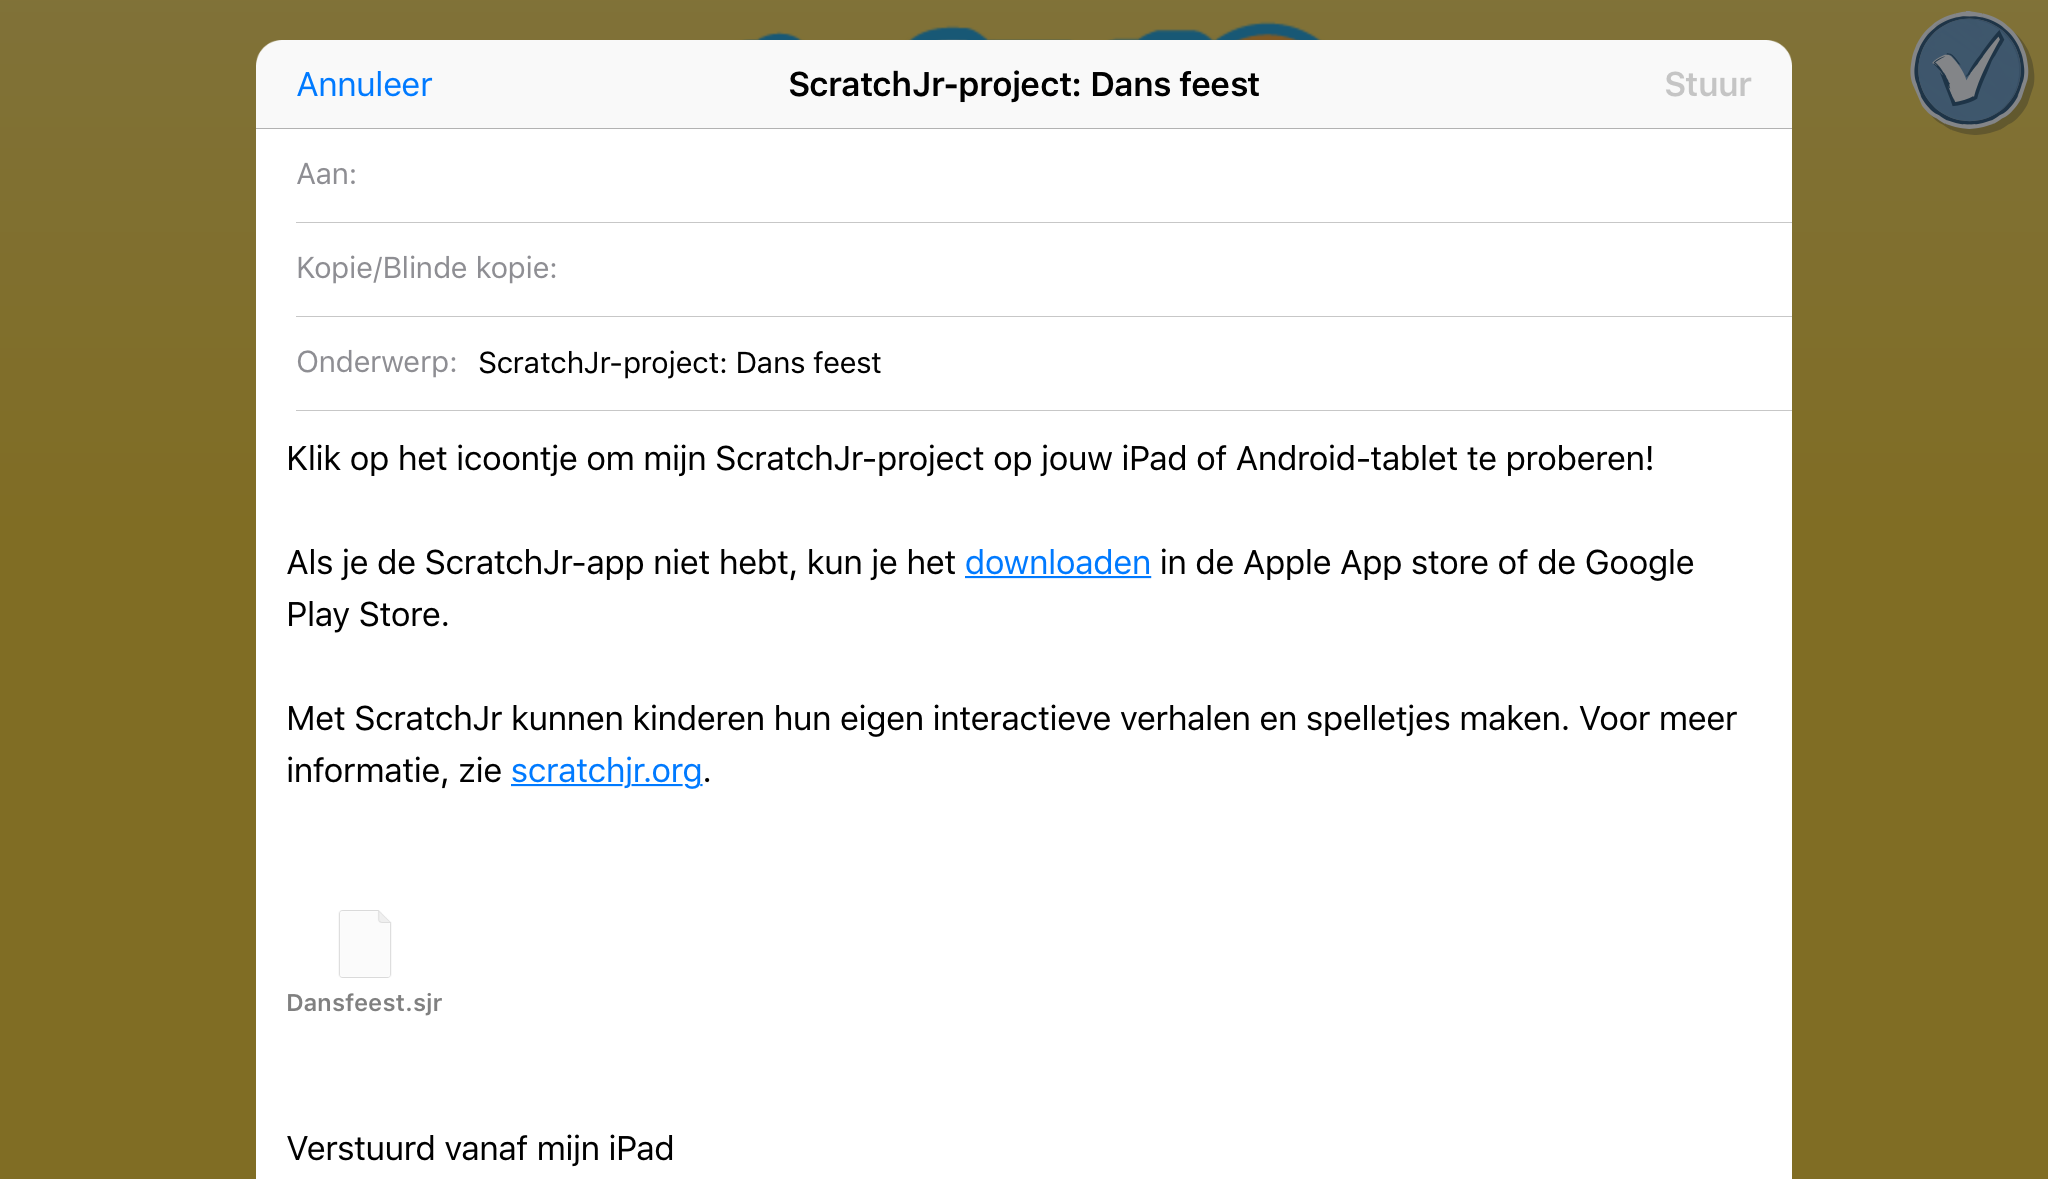 Annuleer ScratchJr-project: Dans feest Stuur
Aan:
Kopie/Blinde kopie:
Onderwerp: ScratchJr-project: Dans feest
Klik op het icoontje om mijn ScratchJr-project op jouw iPad of Android-tablet te proberen!
Als je de ScratchJr-app niet hebt, kun je het downloaden in de Apple App store of de Google
Play Store.
Met ScratchJr kunnen kinderen hun eigen interactieve verhalen en spelletjes maken. Voor meer
informatie, zie scratchjr.org.
Dansfeest.sjr
Verstuurd vanaf mijn iPad